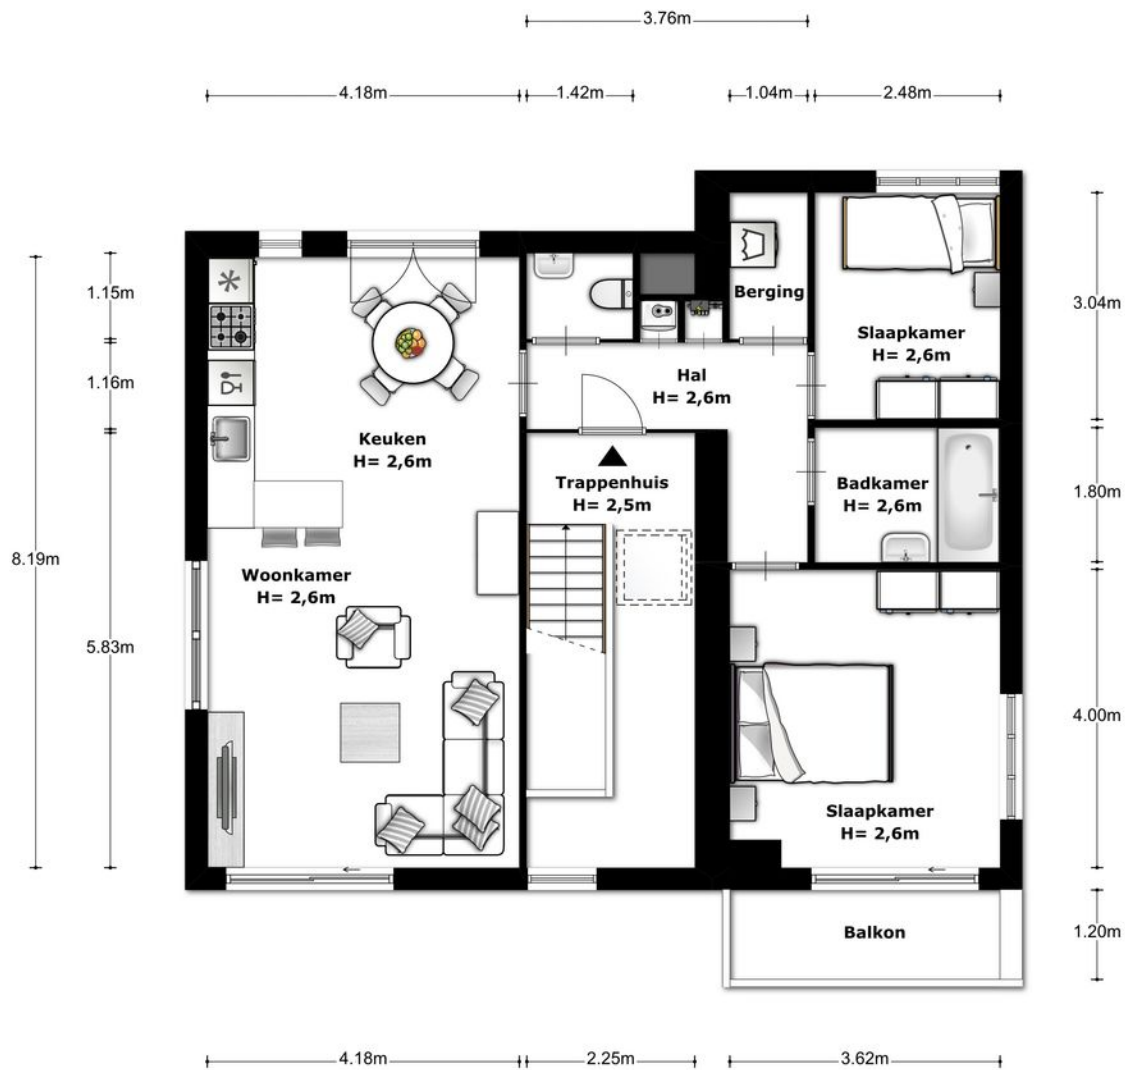 3.76m
4.18m
1.42m
1.04m
2.48m
1.15m
Berging
3.04m
Slaapkamer
H= 2,6m
1.16m
Hal
H= 2,6m
Keuken
H= 2,6m
Trappenhuis
H= 2,5m
Badkamer
H= 2,6m
1.80m
8.19m
Woonkamer
H= 2,6m
5.83m
4.00m
Slaapkamer
H= 2,6m
Balkon
1.20m
4.18m
2.25m
3.62m